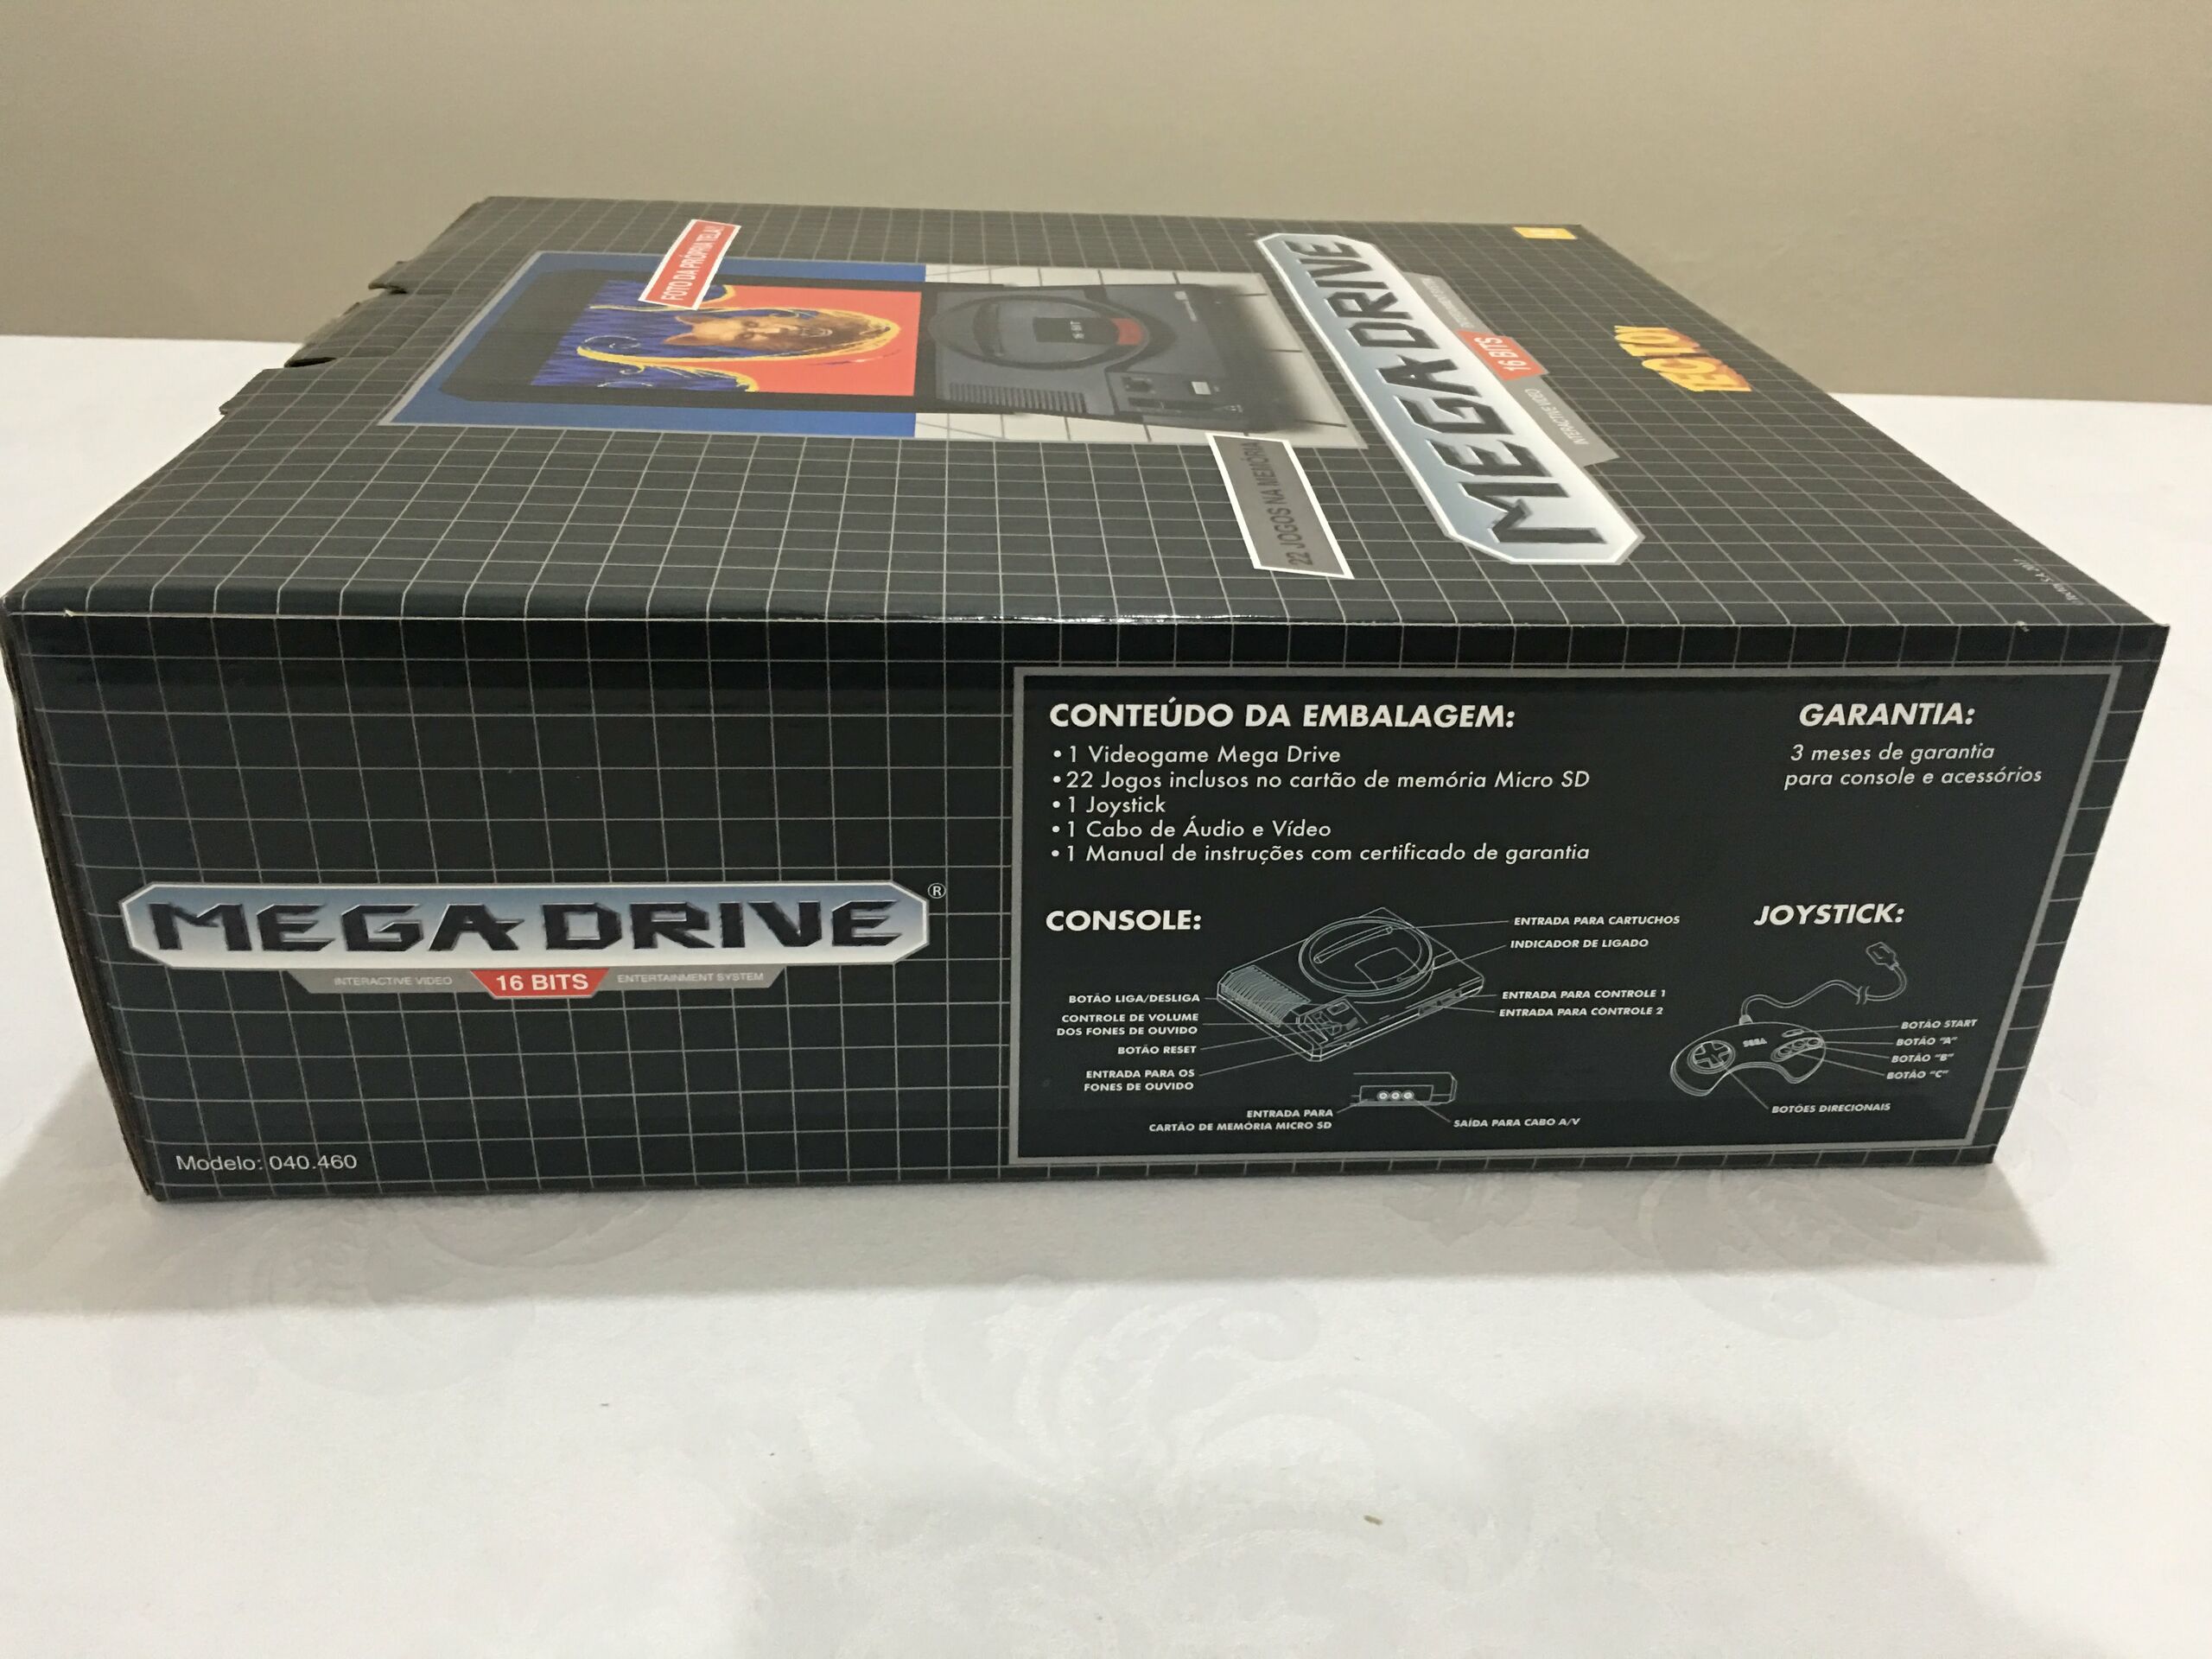 FOTO DA PRÓPRIA TELA!
16-BIT
MEGA DRIVE
INTERACTIVE VIDEO 16 BITS
TECTOY
22 JOGOS NA MEMÓRIA
MEGA DRIVE®
INTERACTIVE VIDEO 16 BITS ENTERTAINMENT SYSTEM
Modelo: 040.460
CONTEÚDO DA EMBALAGEM:
• 1 Videogame Mega Drive
• 22 Jogos inclusos no cartão de memória Micro SD
• 1 Joystick
• 1 Cabo de Áudio e Vídeo
• 1 Manual de instruções com certificado de garantia
GARANTIA:
3 meses de garantia
para console e acessórios
CONSOLE:
ENTRADA PARA CARTUCHOS
INDICADOR DE LIGADO
BOTÃO LIGA/DESLIGA
CONTROLE DE VOLUME
DOS FONES DE OUVIDO
BOTÃO RESET
ENTRADA PARA OS
FONES DE OUVIDO
ENTRADA PARA CONTROLE 1
ENTRADA PARA CONTROLE 2
ENTRADA PARA
CARTÃO DE MEMÓRIA MICRO SD
SAÍDA PARA CABO A/V
JOYSTICK:
SEGA
BOTÃO START
BOTÃO "A"
BOTÃO "B"
BOTÃO "C"
BOTÕES DIRECIONAIS